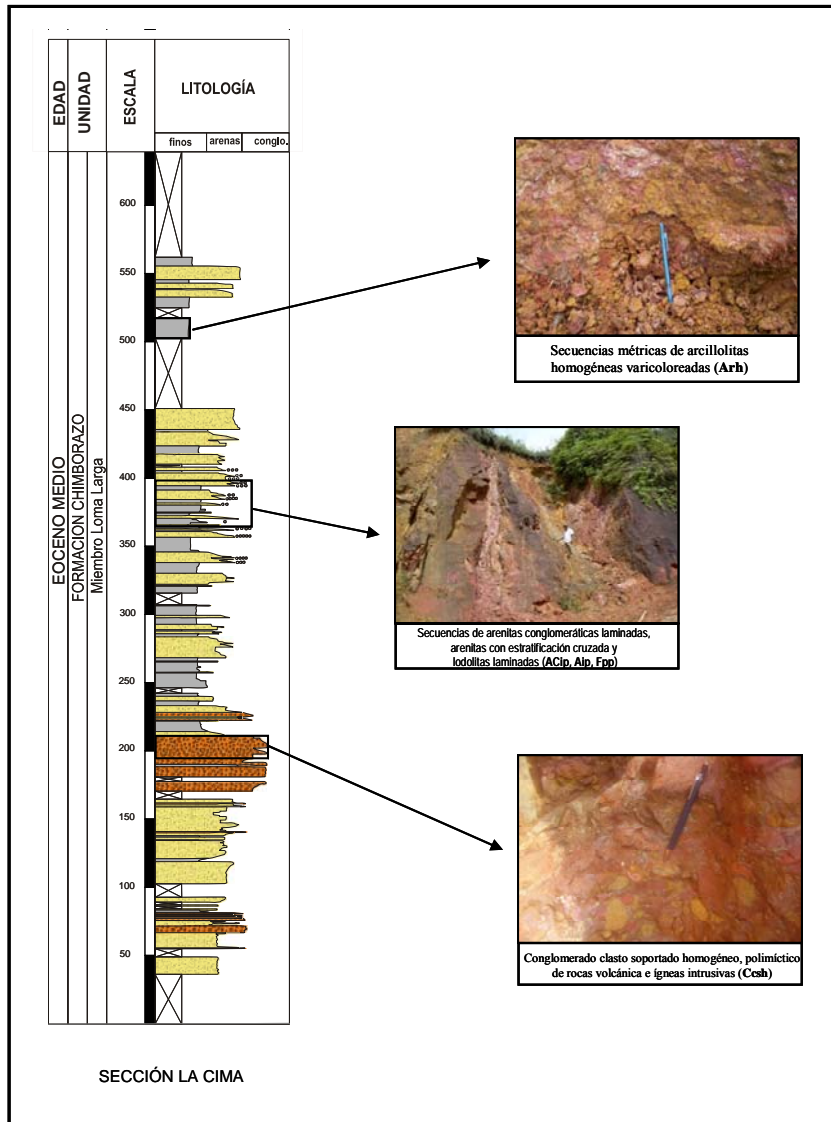 EDAD
UNIDAD
ESCALA
LITOLOGÍA
finos
arenas
conglo.
EOCENO MEDIO
FORMACION CHIMBORAZO
Miembro Loma Larga
600
550
500
450
400
350
300
250
200
150
100
50
Secuencias métricas de arcillolitas
homogéneas varicoloreadas (Arh)
Secuencias de arenitas conglomeráticas laminadas,
arenitas con estratificación cruzada y
lodolitas laminadas (ACip, Aip, Fpp)
Conglomerado clasto soportado homogéneo, polimíctico
de rocas volcánica e ígneas intrusivas (Ccsh)
SECCIÓN LA CIMA